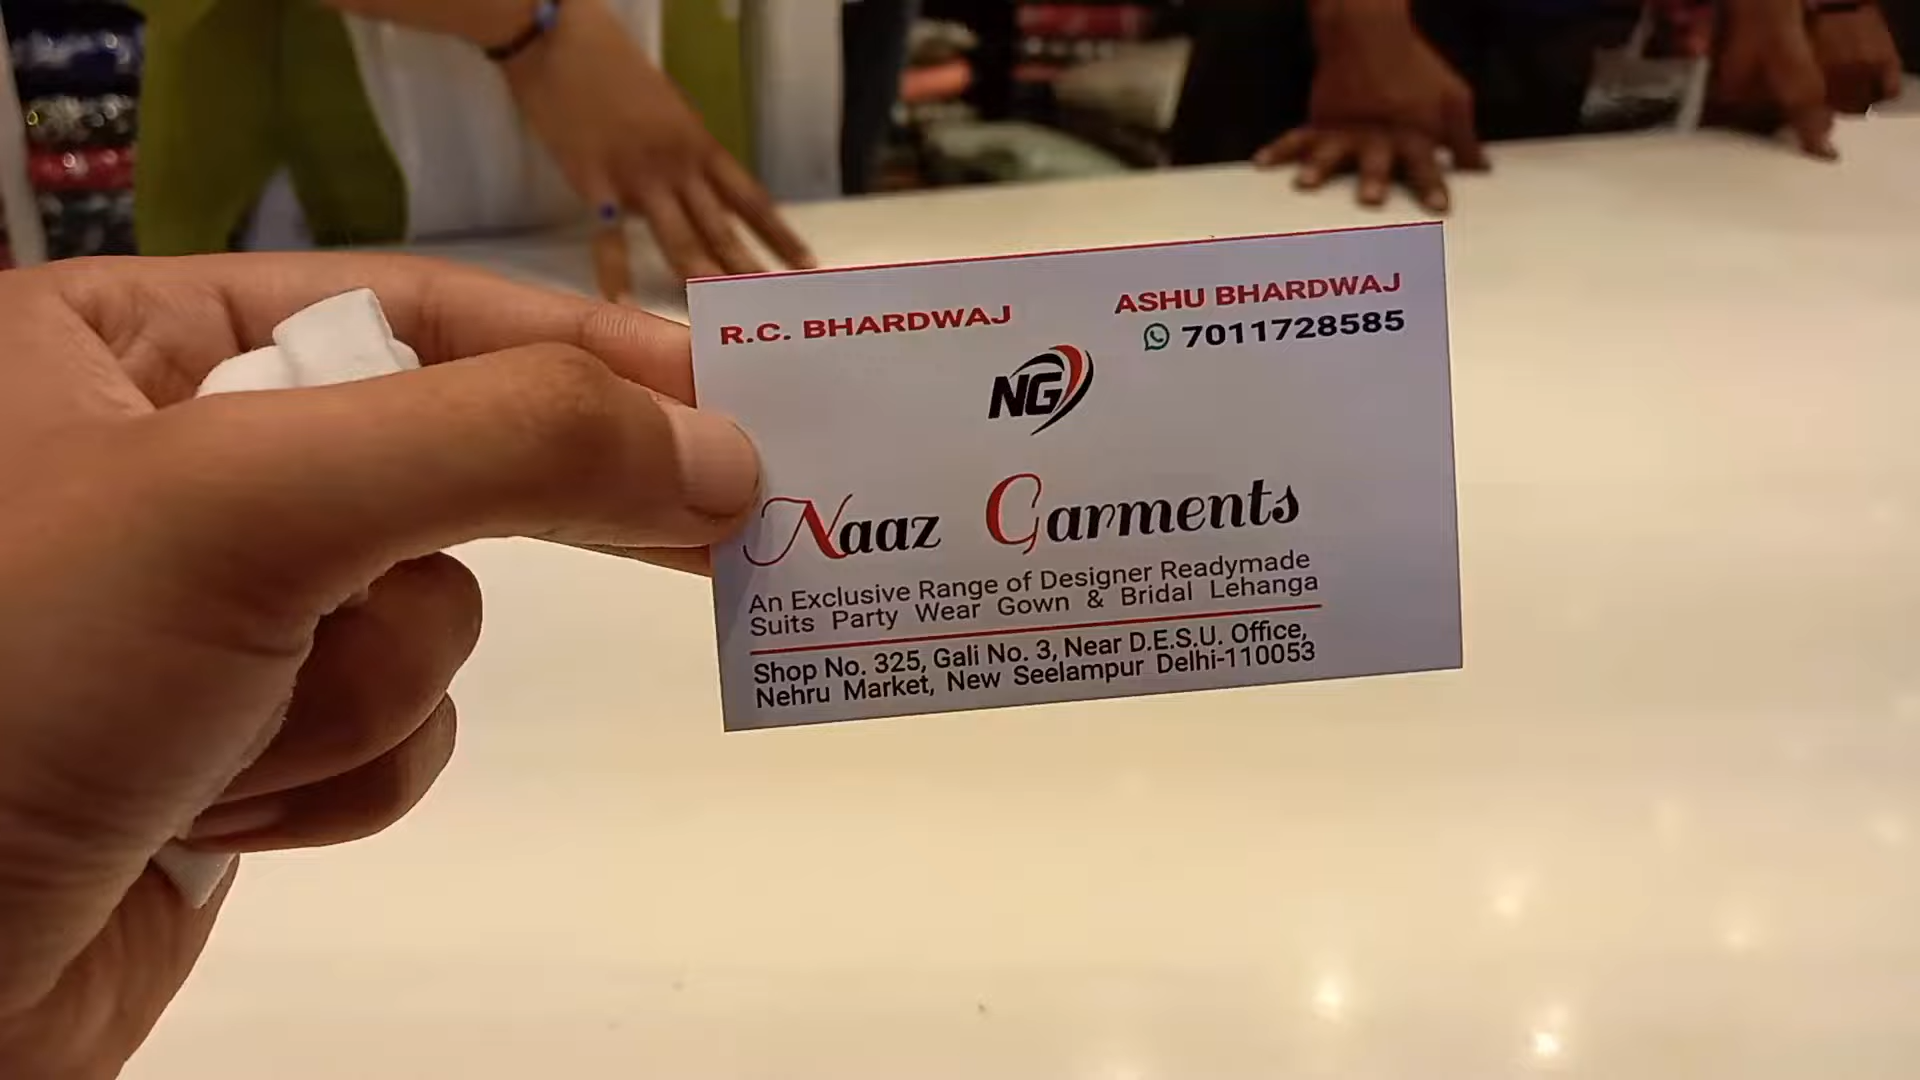 R.C. BHARDWAJ
ASHU BHARDWAJ
7011728585
NG
Naaz Garments
An Exclusive Range of Designer Readymade
Suits Party Wear Gown & Bridal Lehanga
Shop No. 325, Gali No. 3, Near D.E.S.U. Office,
Nehru Market, New Seelampur Delhi-110053